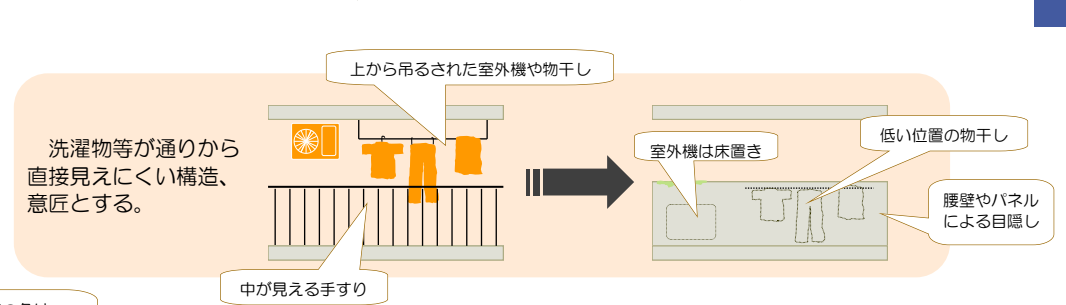 上から吊るされた室外機や物干し
洗濯物等が通りから
直接見えにくい構造、
意匠とする。
室外機は床置き
低い位置の物干し
腰壁やパネル
による目隠し
中が見える手すり